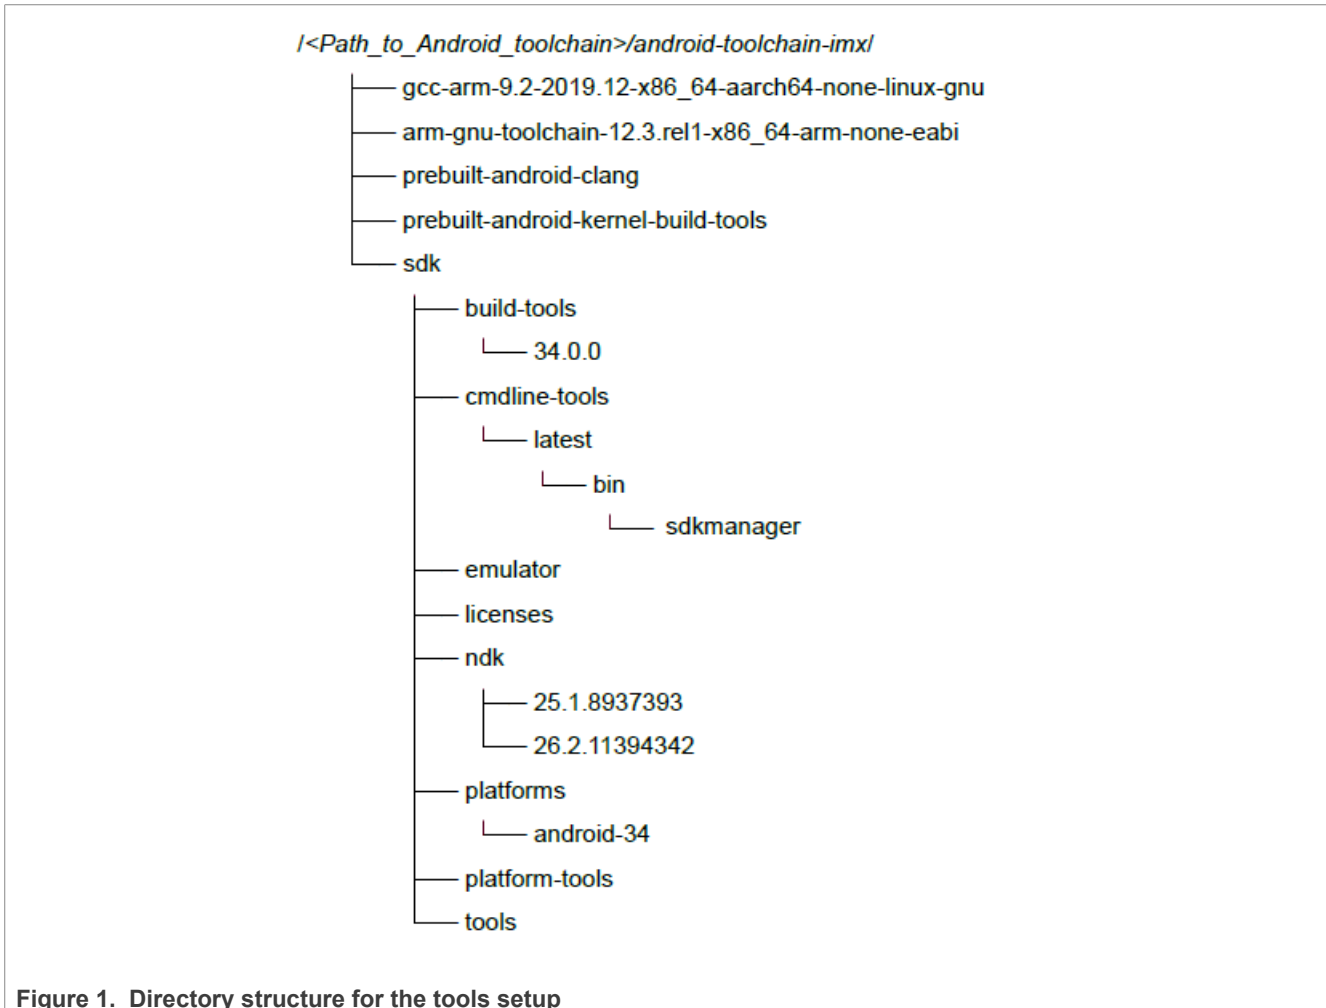 /<Path_to_Android_toolchain>/android-toolchain-imx/
gcc-arm-9.2-2019.12-x86_64-aarch64-none-linux-gnu
arm-gnu-toolchain-12.3.rel1-x86_64-arm-none-eabi
prebuilt-android-clang
prebuilt-android-kernel-build-tools
sdk
build-tools
34.0.0
cmdline-tools
latest
bin
sdkmanager
emulator
licenses
ndk
25.1.8937393
26.2.11394342
platforms
android-34
platform-tools
tools
Figure 1. Directory structure for the tools setup